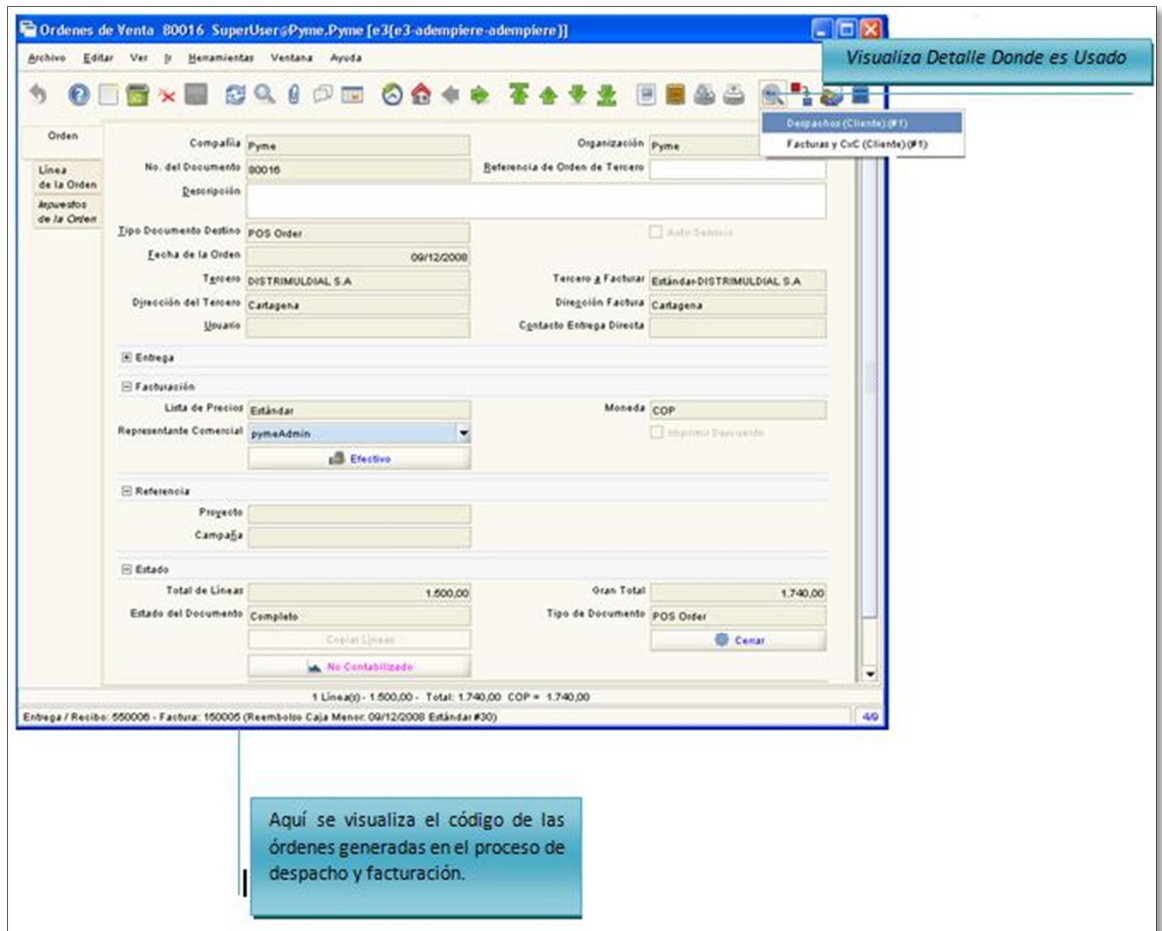 Ordenes de Venta 80016 SuperUser@Pyme.Pyme [e3{e3-adempiere-adempiere}]
Visualiza Detalle Donde es Usado
Archivo Editar Ver Ir Herramientas Ventana Ayuda
Despachos (Cliente) (#1)
Facturas y CxC (Cliente) (#1)
Orden
Línea
de la Orden
Impuestos
de la Orden
Compañía Pyme Organización Pyme
No. del Documento 80016 Referencia de Orden de Tercero
Descripción
Tipo Documento Destino POS Order Auto Servicio
Fecha de la Orden 09/12/2008
Tercero DISTRIMULDIAL S.A Tercero a Facturar Estándar-DISTRIMULDIAL S.A
Dirección del Tercero Cartagena Dirección Factura Cartagena
Usuario Contacto Entrega Directa
Entrega
Facturación
Lista de Precios Estándar Moneda COP
Representante Comercial pymeAdmin Imprimir Descuento
Efectivo
Referencia
Proyecto
Campaña
Estado
Total de Líneas 1.500,00 Gran Total 1.740,00
Estado del Documento Completo Tipo de Documento POS Order
Copiar Líneas Cerrar
No Contabilizado
1 Línea(s) - 1.500,00 - Total: 1.740,00 COP = 1.740,00
Entrega / Recibo: 550006 - Factura: 150005 (Reembolso Caja Menor: 09/12/2008 Estándar #30) 4/9
Aquí se visualiza el código de las
órdenes generadas en el proceso de
despacho y facturación.